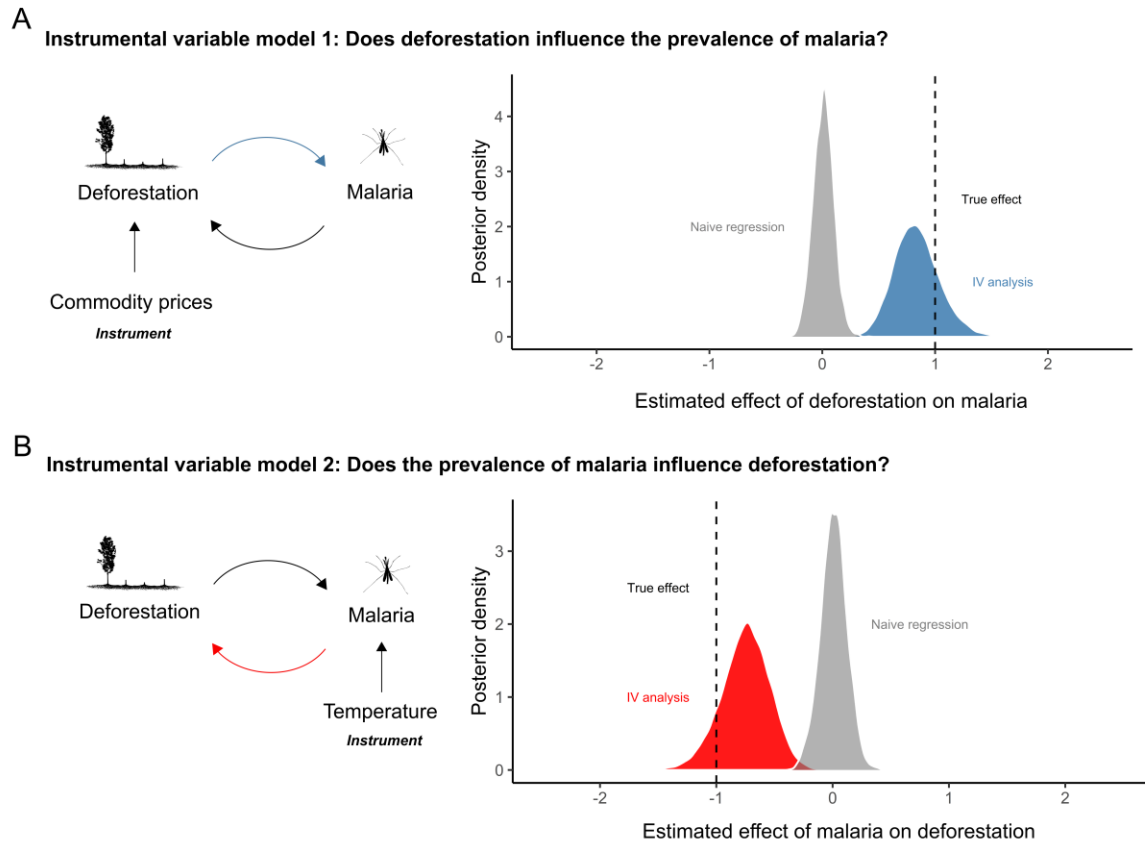 A
Instrumental variable model 1: Does deforestation influence the prevalence of malaria?
Deforestation
Malaria
Commodity prices
Instrument
Posterior density
4
3
2
1
0
Naive regression
True effect
IV analysis
-2
-1
0
1
2
Estimated effect of deforestation on malaria
B
Instrumental variable model 2: Does the prevalence of malaria influence deforestation?
Deforestation
Malaria
Temperature
Instrument
Posterior density
3
2
1
0
True effect
Naive regression
IV analysis
-2
-1
0
1
2
Estimated effect of malaria on deforestation